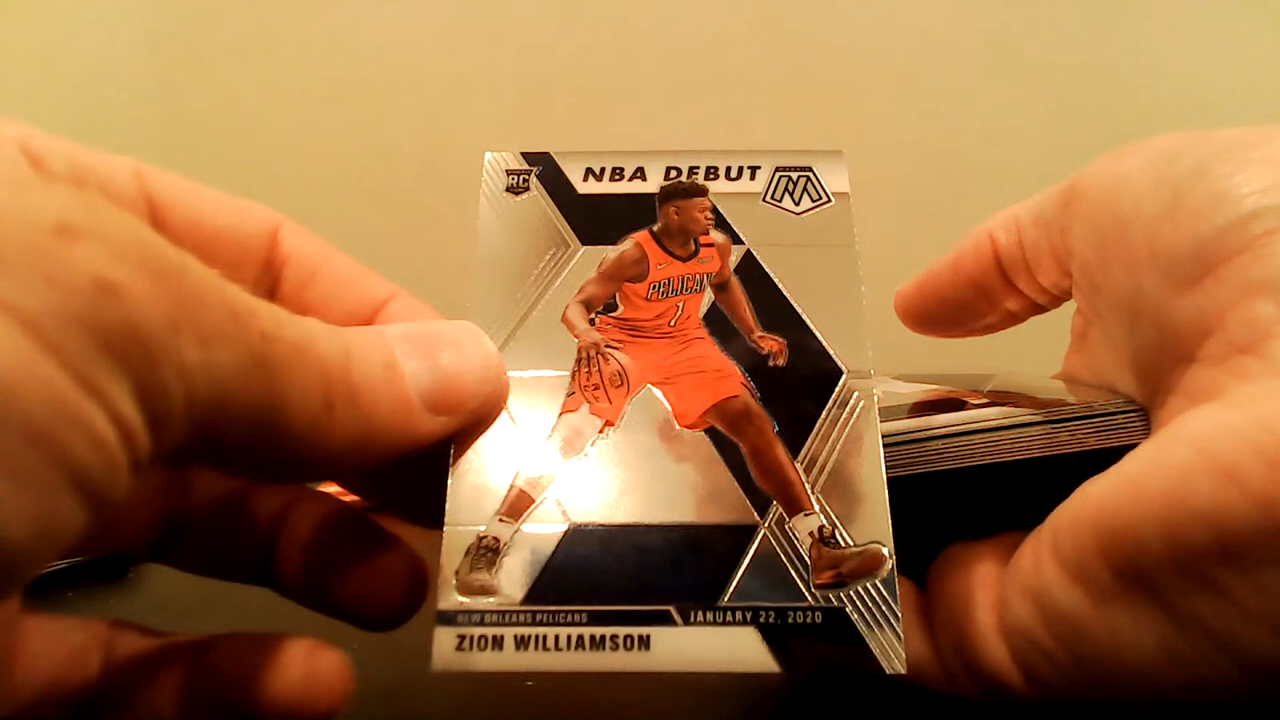 RC
NBA DEBUT
PELICANS
1
NEW ORLEANS PELICANS
JANUARY 22, 2020
ZION WILLIAMSON